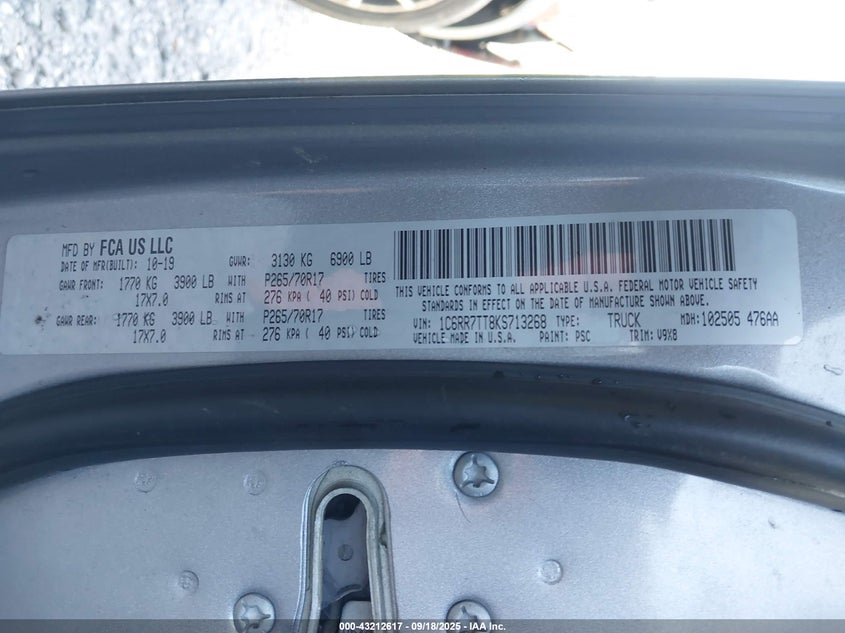 MFD BY FCA US LLC
DATE OF MFR(BUILT): 10-19 GVWR: 3130 KG 6900 LB
GAWR FRONT: 1770 KG 3900 LB WITH P265/70R17 TIRES
17X7.0 RIMS AT 276 KPA ( 40 PSI) COLD
GAWR REAR: 1770 KG 3900 LB WITH P265/70R17 TIRES
17X7.0 RIMS AT 276 KPA ( 40 PSI) COLD
THIS VEHICLE CONFORMS TO ALL APPLICABLE U.S.A. FEDERAL MOTOR VEHICLE SAFETY
STANDARDS IN EFFECT ON THE DATE OF MANUFACTURE SHOWN ABOVE.
VIN: 1C6RR7TT8KS713268 TYPE: TRUCK MDH: 102505 476AA
VEHICLE MADE IN U.S.A. PAINT: PSC TRIM: V9X8
000-43212617 - 09/18/2025 - IAA Inc.